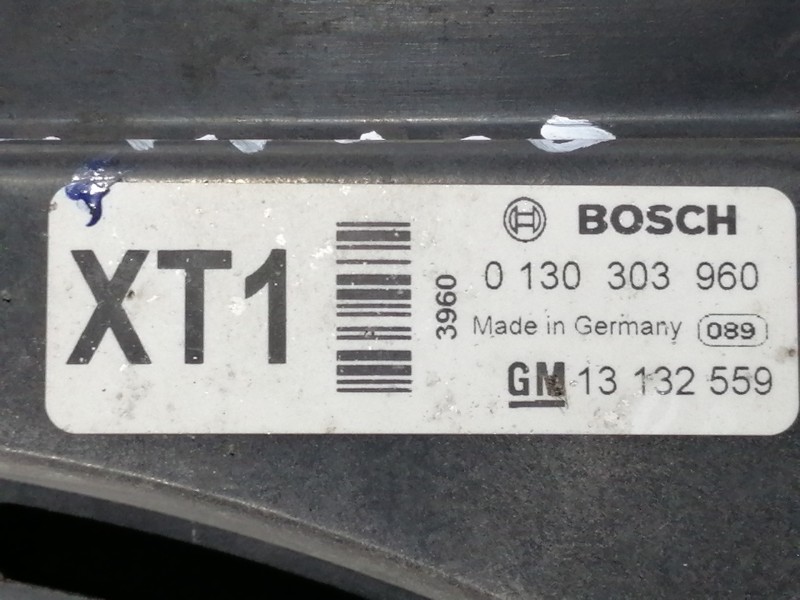 XT1
3960
BOSCH
0 130 303 960
Made in Germany 089
GM 13 132 559